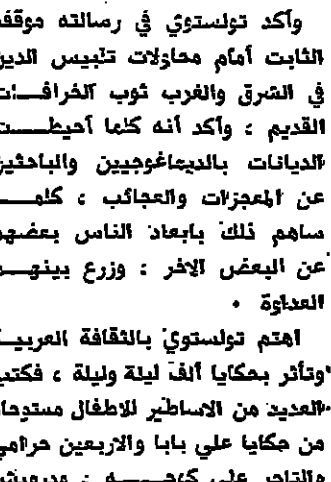 وأكد تولستوي في رسالته موقفه
الثابت أمام محاولات تلبيس الدين
في الشرق والغرب ثوب الخرافات
القديم ؛ وأكد أنه كلما أحيطت
الديانات بالديماغوجيين والباحثين
عن المعجزات والعجائب ؛ كلما
ساهم ذلك بابعاد الناس بعضهم
عن البعض الآخر ؛ وزرع بينهم
العداوة •
اهتم تولستوي بالثقافة العربية
وتأثر بحكايا ألف ليلة وليلة ، فكتب
العديد من الاساطير للاطفال مستوحاة
من حكايا علي بابا والاربعين حرامي
والتاجر علي